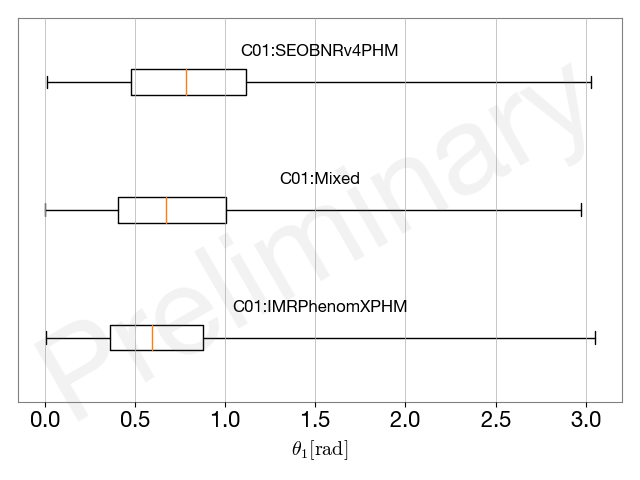 C01:SEOBNRv4PHM
C01:Mixed
C01:IMRPhenomXPHM
Preliminary
0.0 0.5 1.0 1.5 2.0 2.5 3.0
θ₁[rad]